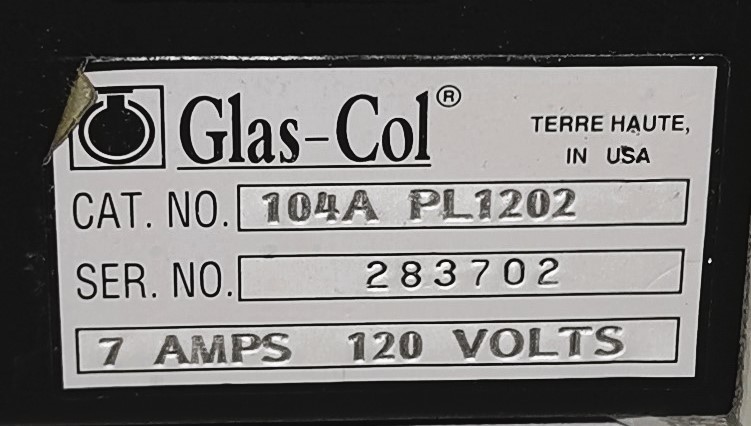 Glas-Col®
TERRE HAUTE,
IN USA
CAT. NO. 104A PL1202
SER. NO. 283702
7 AMPS 120 VOLTS